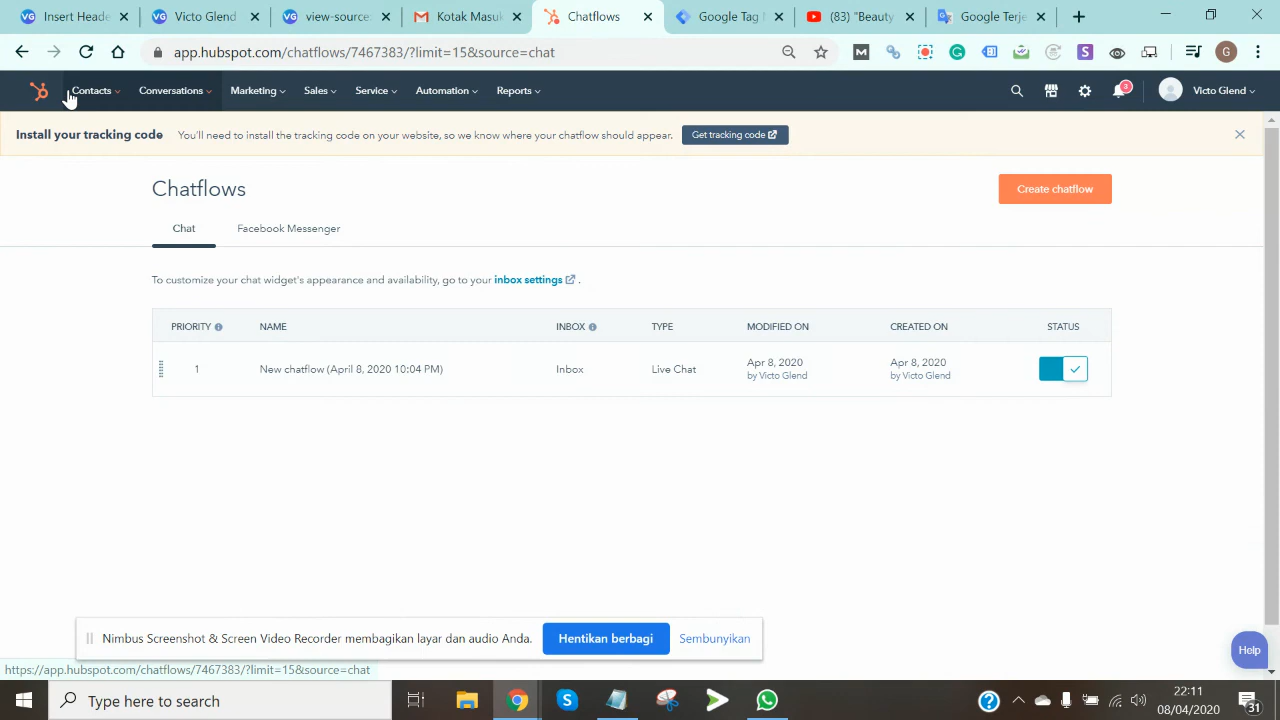 Insert Heade
Victo Glend
view-source:
Kotak Masu
Chatflows
Google Tag
(83) "Beauty
Google Terje
app.hubspot.com/chatflows/7467383/?limit=15&source=chat
M
G
S
G
Contacts
Conversations
Marketing
Sales
Service
Automation
Reports
3
Victo Glend
Install your tracking code
You'll need to install the tracking code on your website, so we know where your chatflow should appear.
Get tracking code
Chatflows
Create chatflow
Chat
Facebook Messenger
To customize your chat widget's appearance and availability, go to your inbox settings .
PRIORITY
NAME
INBOX
TYPE
MODIFIED ON
CREATED ON
STATUS
1
New chatflow (April 8, 2020 10:04 PM)
Inbox
Live Chat
Apr 8, 2020
by Victo Glend
Apr 8, 2020
by Victo Glend
Nimbus Screenshot & Screen Video Recorder membagikan layar dan audio Anda.
Hentikan berbagi
Sembunyikan
Help
https://app.hubspot.com/chatflows/7467383/?limit=15&source=chat
Type here to search
22:11
08/04/2020
31